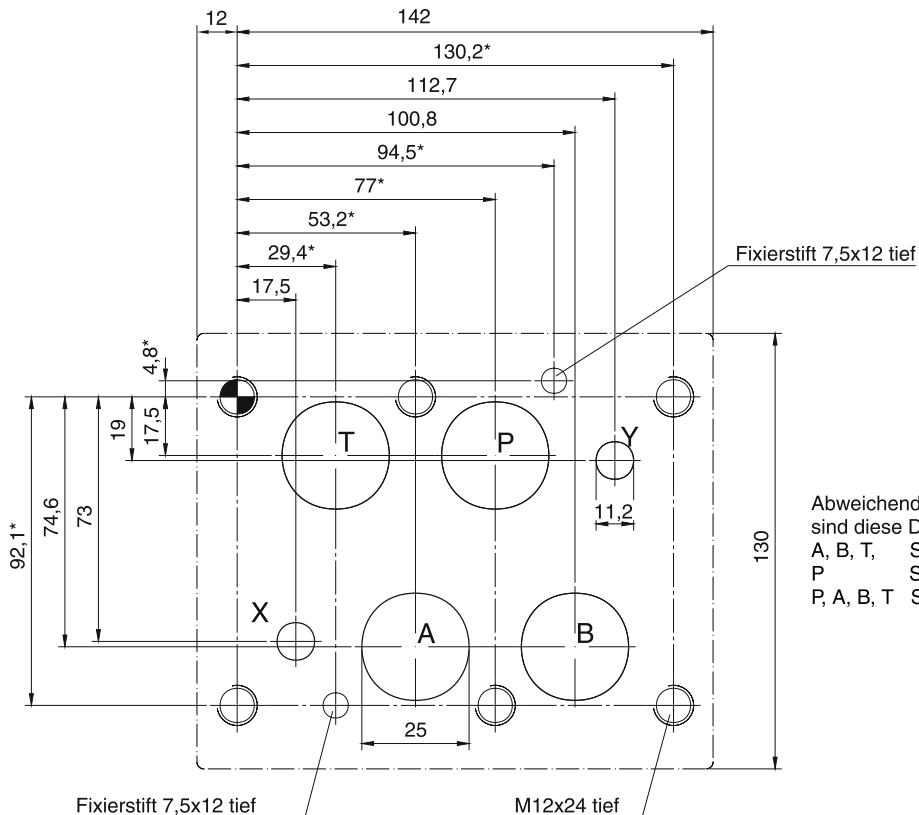 12
142
130,2*
112,7
100,8
94,5*
77*
53,2*
29,4*
17,5
Fixierstift 7,5x12 tief
4,8*
17,5
19
T
P
Y
11,2
73
74,6
92,1*
130
Abweichend
sind diese D
A, B, T, S
P S
P, A, B, T S
X
A
B
25
Fixierstift 7,5x12 tief
M12x24 tief